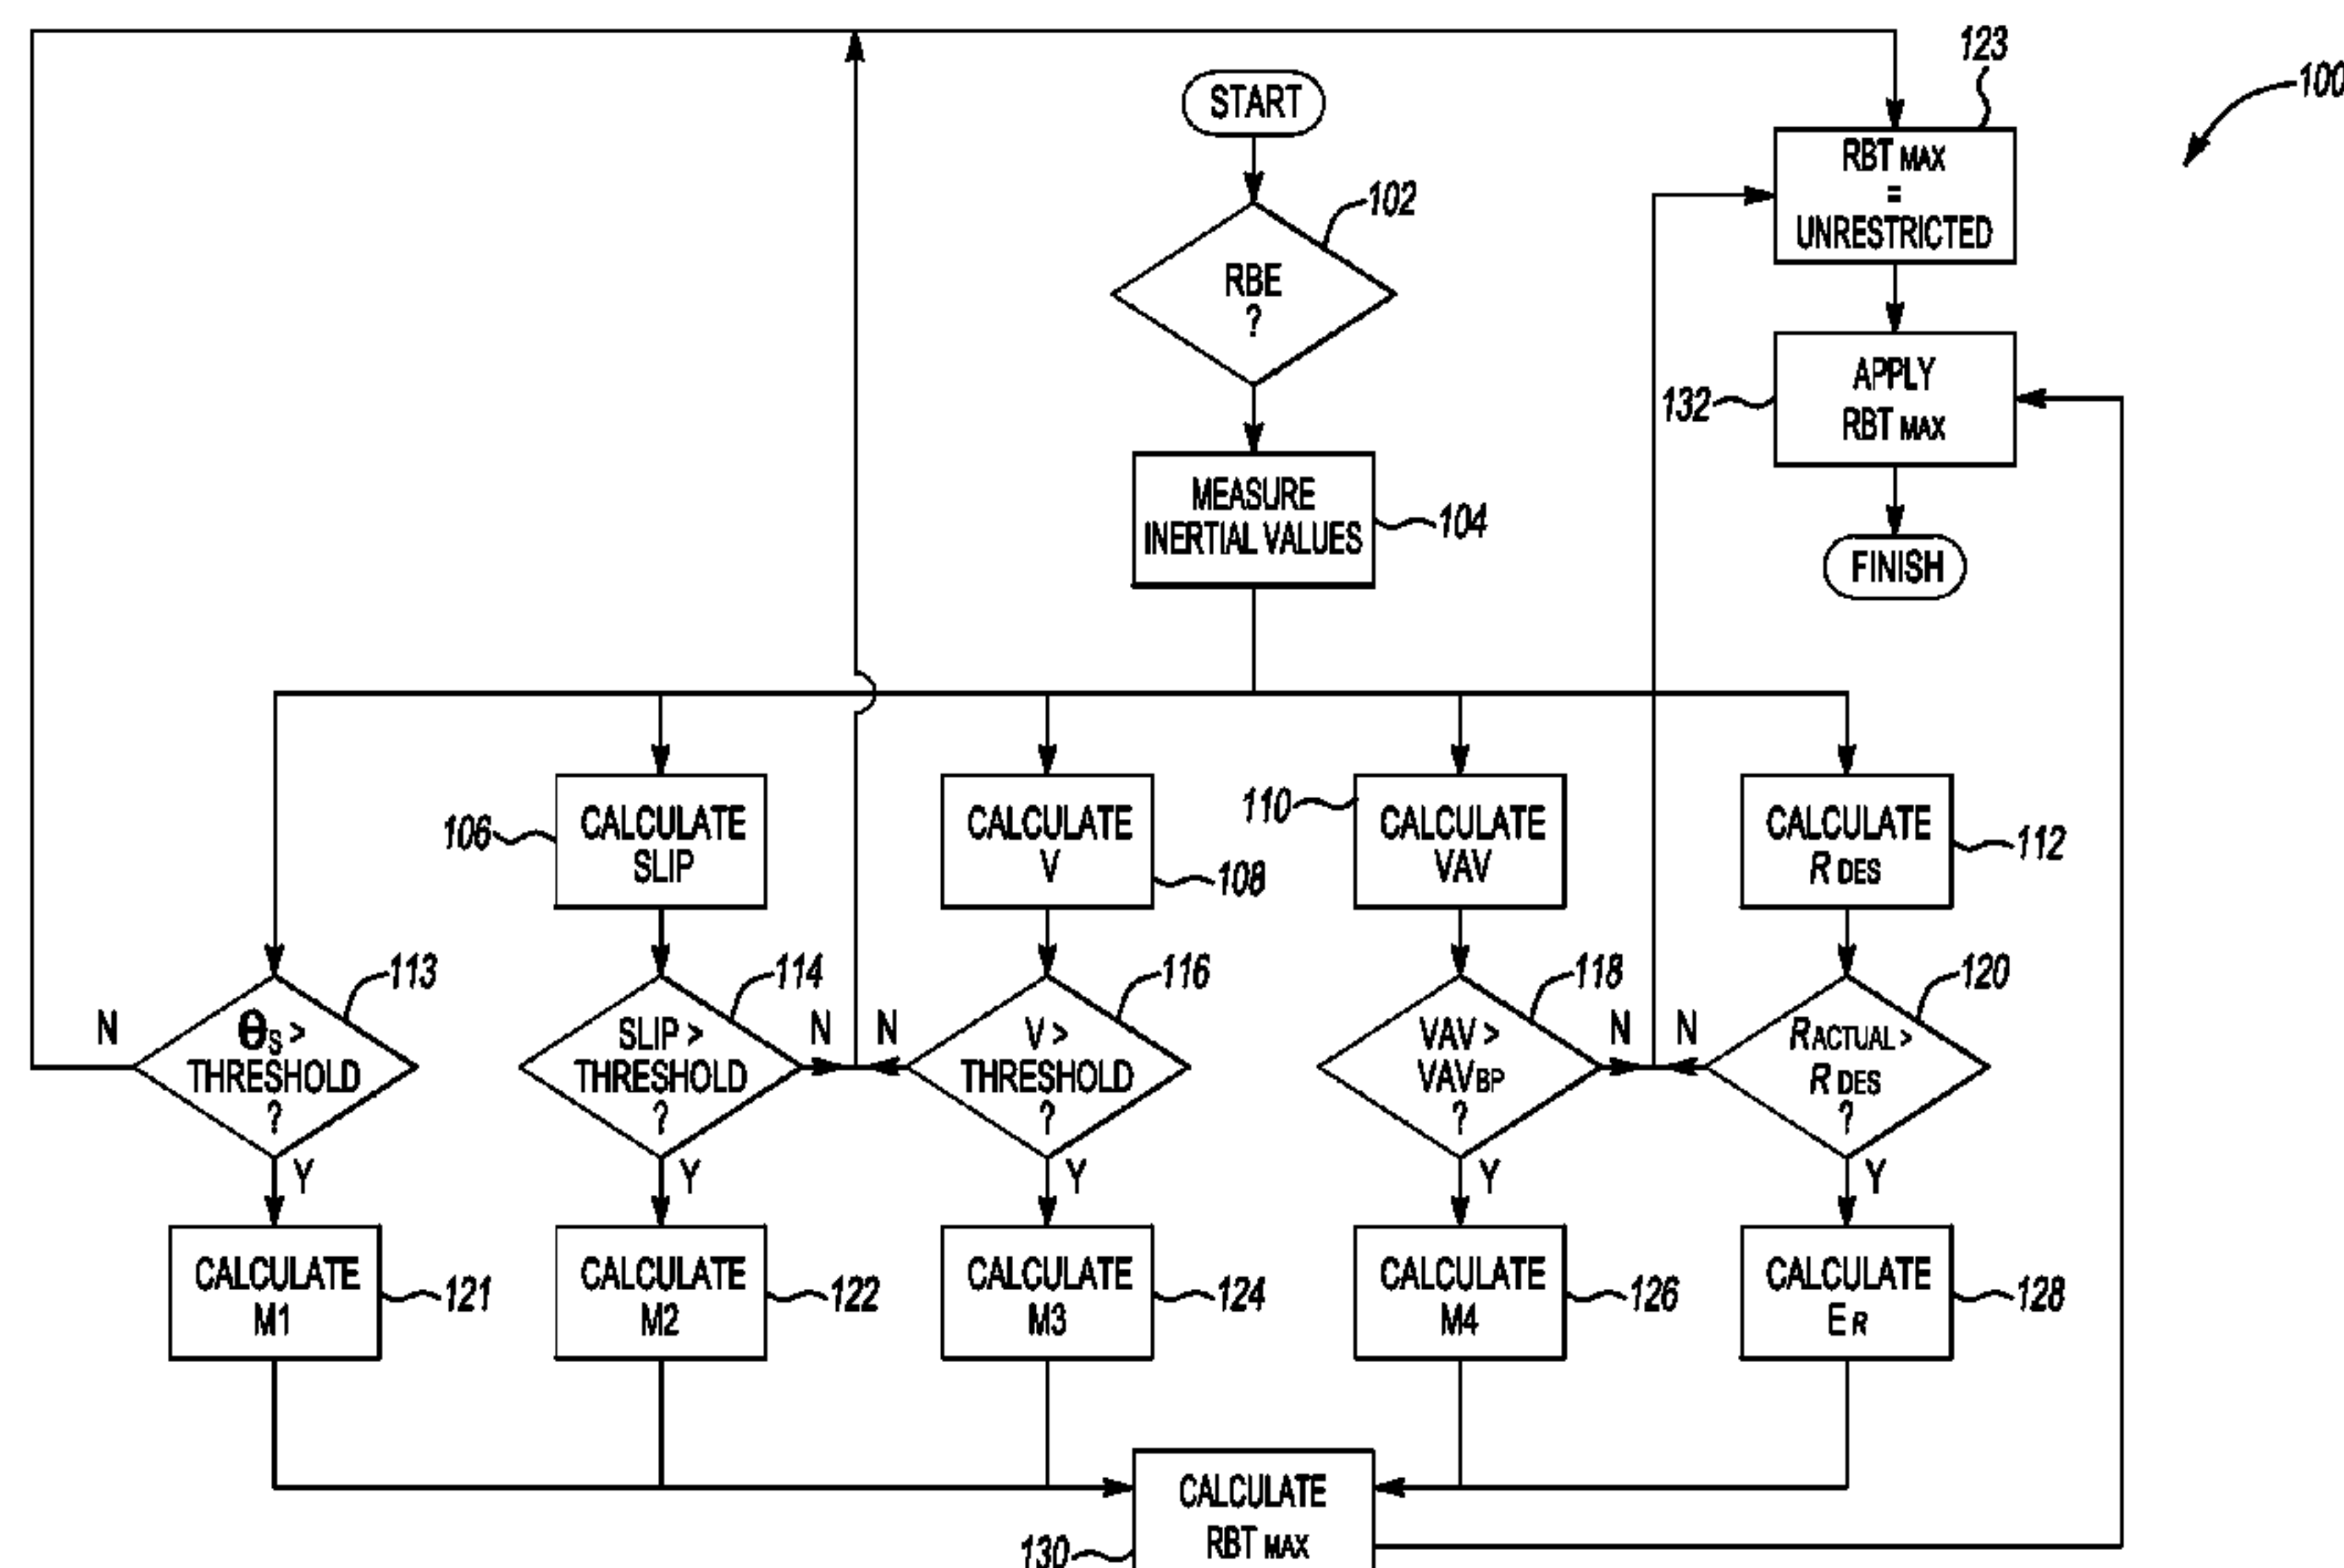 START
123
100
RBT MAX
=
UNRESTRICTED
102
RBE
?
132
APPLY
RBT MAX
MEASURE
INERTIAL VALUES
104
FINISH
106
CALCULATE
SLIP
CALCULATE
V
108
110
CALCULATE
VAV
CALCULATE
R DES
112
113
114
116
118
120
N
Θs >
THRESHOLD
?
SLIP >
THRESHOLD
?
N
N
V >
THRESHOLD
?
VAV >
VAVBP
?
N
N
RACTUAL >
R DES
?
Y
Y
Y
Y
Y
CALCULATE
M1
121
CALCULATE
M2
122
CALCULATE
M3
124
CALCULATE
M4
126
CALCULATE
ER
128
CALCULATE
RBT MAX
130